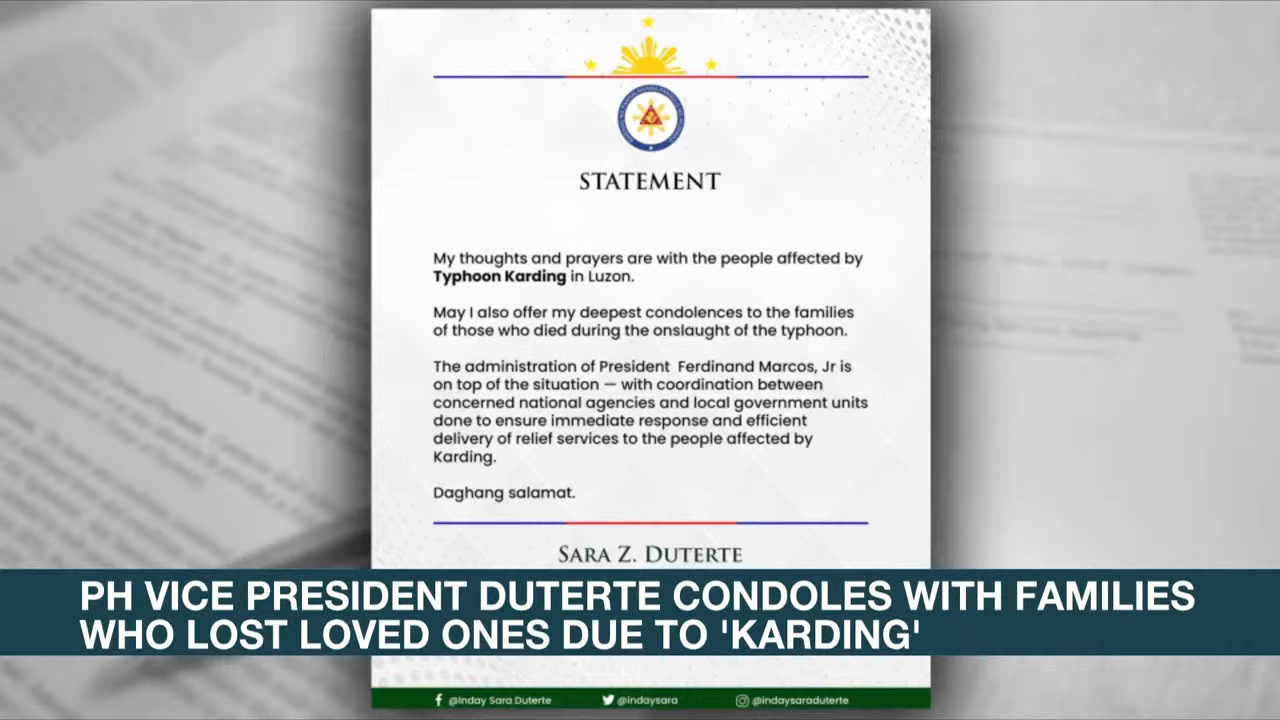 STATEMENT
My thoughts and prayers are with the people affected by
Typhoon Karding in Luzon.
May I also offer my deepest condolences to the families
of those who died during the onslaught of the typhoon.
The administration of President Ferdinand Marcos, Jr is
on top of the situation — with coordination between
concerned national agencies and local government units
done to ensure immediate response and efficient
delivery of relief services to the people affected by
Karding.
Daghang salamat.
SARA Z. DUTERTE
PH VICE PRESIDENT DUTERTE CONDOLES WITH FAMILIES
WHO LOST LOVED ONES DUE TO 'KARDING'
@Inday Sara Duterte @indaysara @indaysaraduterte